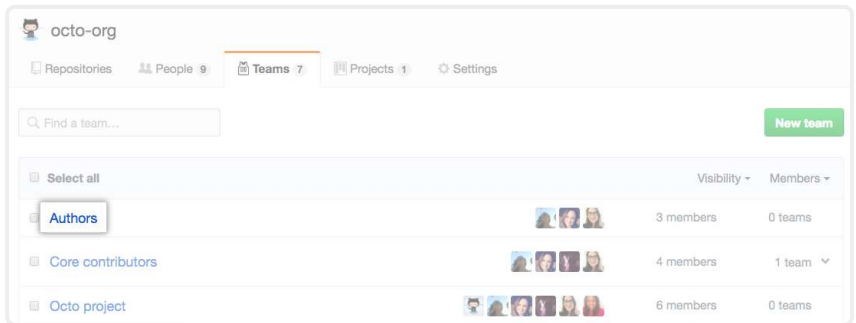 octo-org
Repositories People 9 Teams 7 Projects 1 Settings
Find a team...
New team
Select all Visibility Members
Authors 3 members 0 teams
Core contributors 4 members 1 team
Octo project 6 members 0 teams